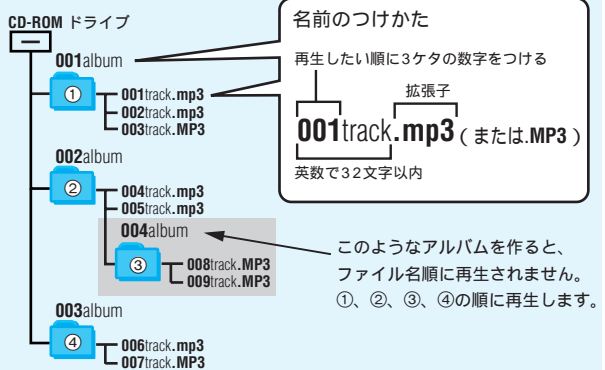 CD-ROM ドライブ
001album
①
001track.mp3
002track.mp3
003track.MP3
002album
②
004track.mp3
005track.mp3
004album
③
008track.MP3
009track.MP3
003album
④
006track.mp3
007track.MP3
名前のつけかた
再生したい順に3ケタの数字をつける
拡張子
001track.mp3 ( または.MP3 )
英数で32文字以内
このようなアルバムを作ると、
ファイル名順に再生されません。
①、②、③、④の順に再生します。